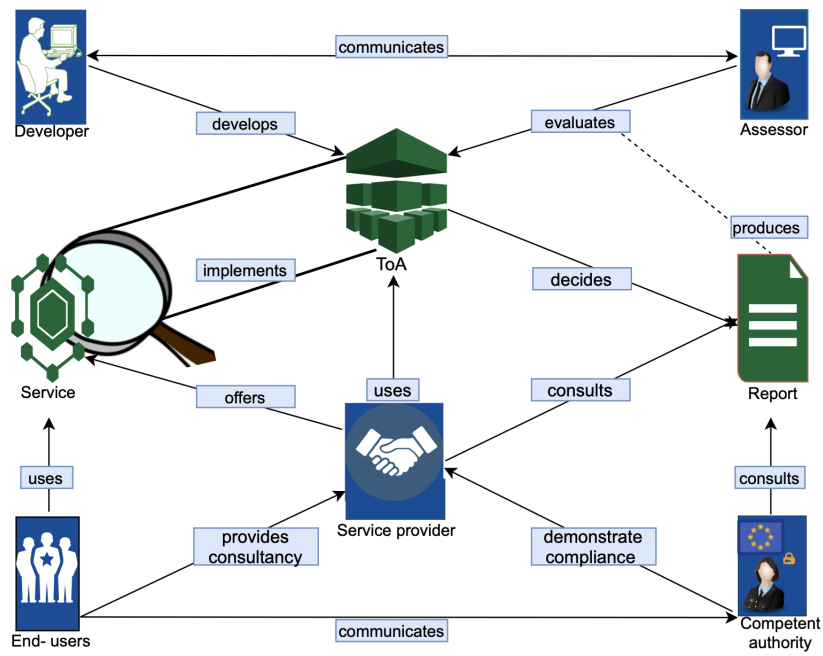 communicates
Developer
Assessor
develops
evaluates
produces
ToA
implements
decides
Service
offers
uses
consults
Report
uses
consults
Service provider
provides
consultancy
demonstrate
compliance
End- users
communicates
Competent
authority